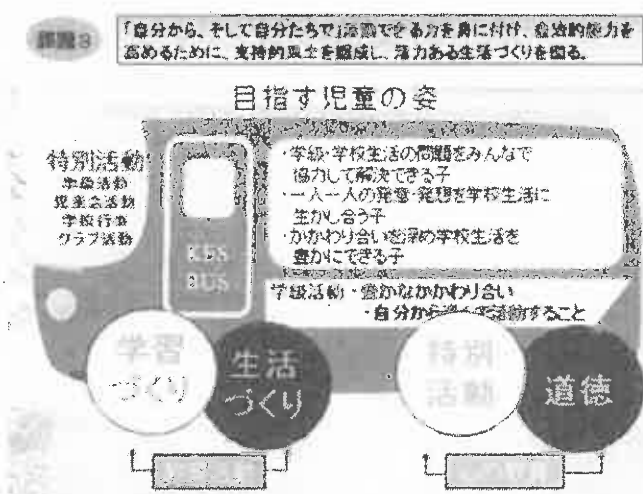 課題3
「自分から、そして自分たちで」活動できる力を身に付け、自治的能力を
高めるために、支持的風土を醸成し、活力ある生活づくりを図る。
目指す児童の姿
特別活動
学級活動
児童会活動
学校行事
クラブ活動
・学級・学校生活の問題をみんなで
協力して解決できる子
・一人一人の発意・発想を学校生活に
生かし合う子
・かかわり合いを深め学校生活を
豊かにできる子
BUS
学級活動・豊かなかかわり合い
・自分から進んで活動すること
学習
づくり
生活
づくり
特別
活動
道徳